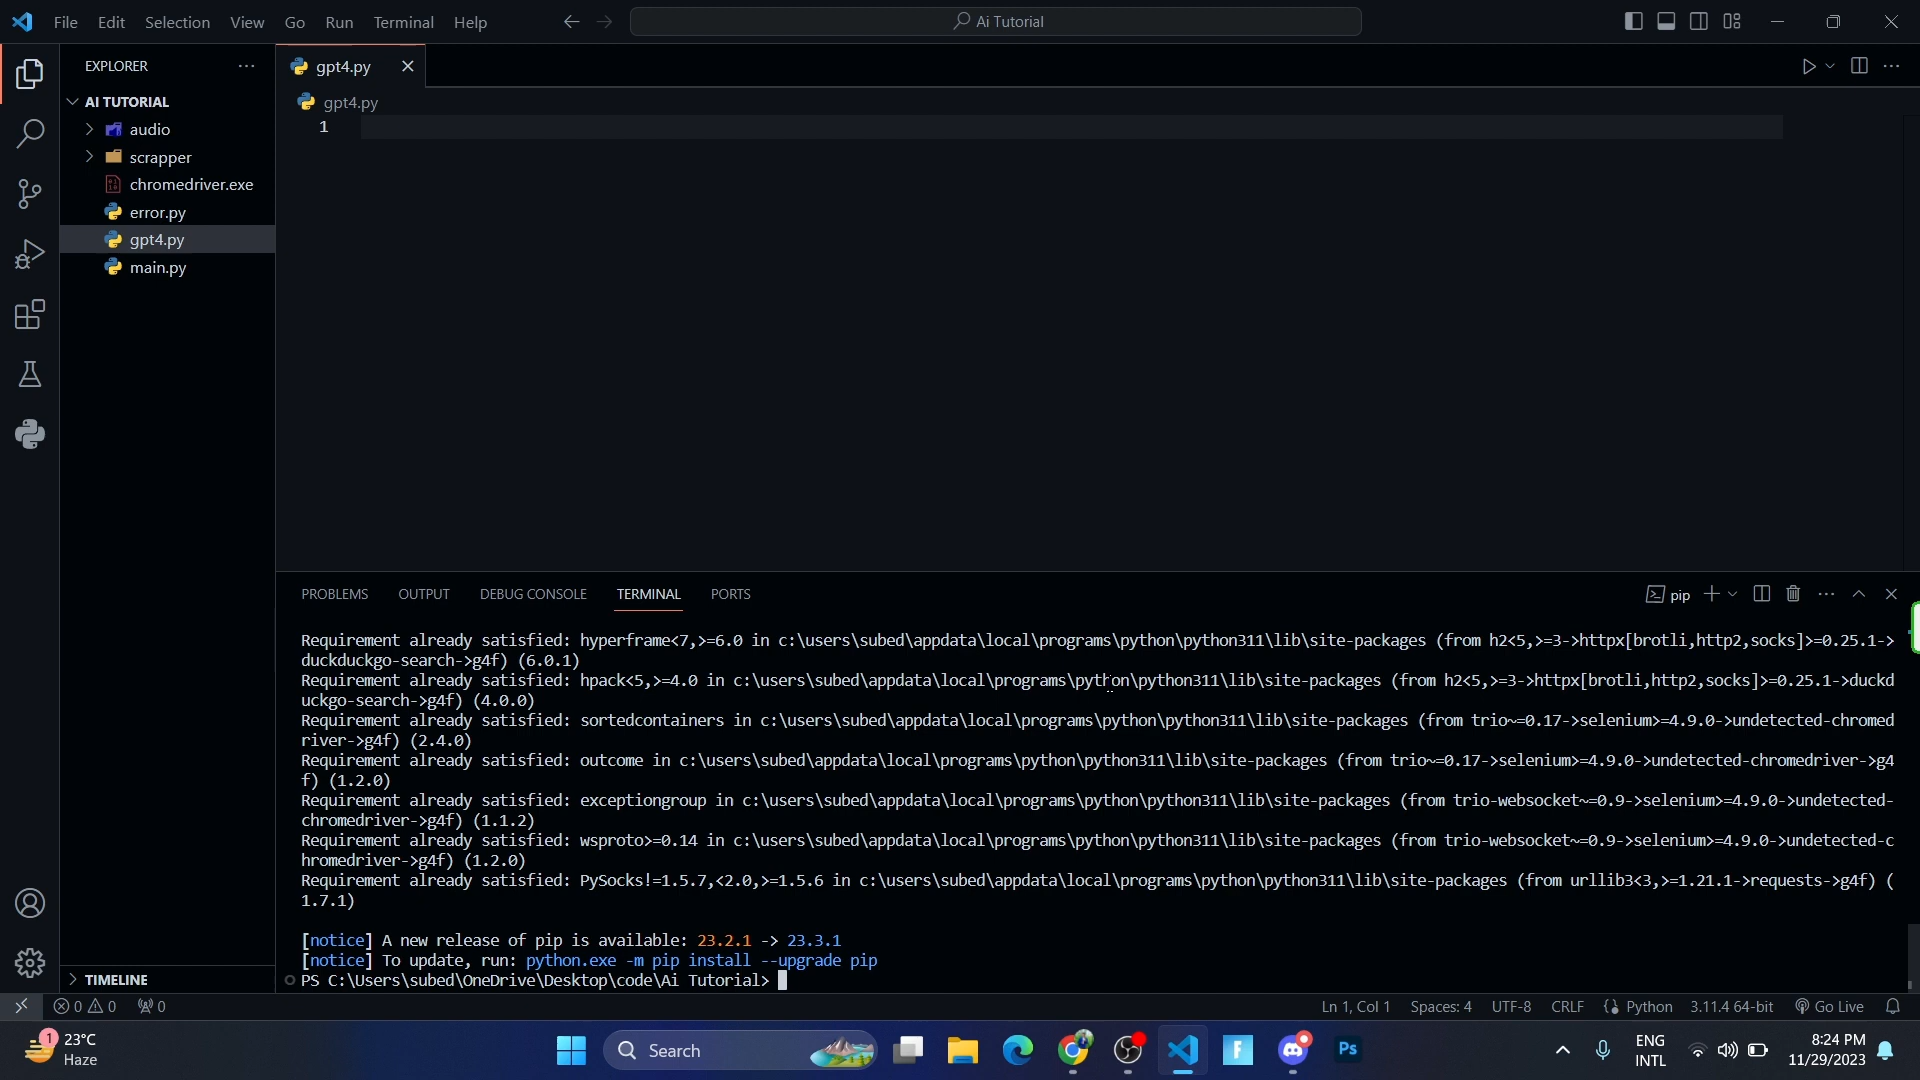 File Edit Selection View Go Run Terminal Help
Ai Tutorial
EXPLORER
AI TUTORIAL
audio
scrapper
chromedriver.exe
error.py
gpt4.py
main.py
TIMELINE
gpt4.py
gpt4.py
1
PROBLEMS OUTPUT DEBUG CONSOLE TERMINAL PORTS
pip
Requirement already satisfied: hyperframe<7,>=6.0 in c:\users\subed\appdata\local\programs\python\python311\lib\site-packages (from h2<5,>=3->httpx[brotli,http2,socks]>=0.25.1->
duckduckgo-search->g4f) (6.0.1)
Requirement already satisfied: hpack<5,>=4.0 in c:\users\subed\appdata\local\programs\python\python311\lib\site-packages (from h2<5,>=3->httpx[brotli,http2,socks]>=0.25.1->duckd
uckgo-search->g4f) (4.0.0)
Requirement already satisfied: sortedcontainers in c:\users\subed\appdata\local\programs\python\python311\lib\site-packages (from trio~=0.17->selenium>=4.9.0->undetected-chromed
river->g4f) (2.4.0)
Requirement already satisfied: outcome in c:\users\subed\appdata\local\programs\python\python311\lib\site-packages (from trio~=0.17->selenium>=4.9.0->undetected-chromedriver->g4
f) (1.2.0)
Requirement already satisfied: exceptiongroup in c:\users\subed\appdata\local\programs\python\python311\lib\site-packages (from trio-websocket~=0.9->selenium>=4.9.0->undetected-
chromedriver->g4f) (1.1.2)
Requirement already satisfied: wsproto>=0.14 in c:\users\subed\appdata\local\programs\python\python311\lib\site-packages (from trio-websocket~=0.9->selenium>=4.9.0->undetected-c
hromedriver->g4f) (1.2.0)
Requirement already satisfied: PySocks!=1.5.7,<2.0,>=1.5.6 in c:\users\subed\appdata\local\programs\python\python311\lib\site-packages (from urllib3<3,>=1.21.1->requests->g4f) (
1.7.1)
[notice] A new release of pip is available: 23.2.1 -> 23.3.1
[notice] To update, run: python.exe -m pip install --upgrade pip
PS C:\Users\subed\OneDrive\Desktop\code\Ai Tutorial>
0 0 0
Ln 1, Col 1 Spaces: 4 UTF-8 CRLF Python 3.11.4 64-bit Go Live
1
23°C
Haze
Search
F
Ps
ENG
INTL
8:24 PM
11/29/2023